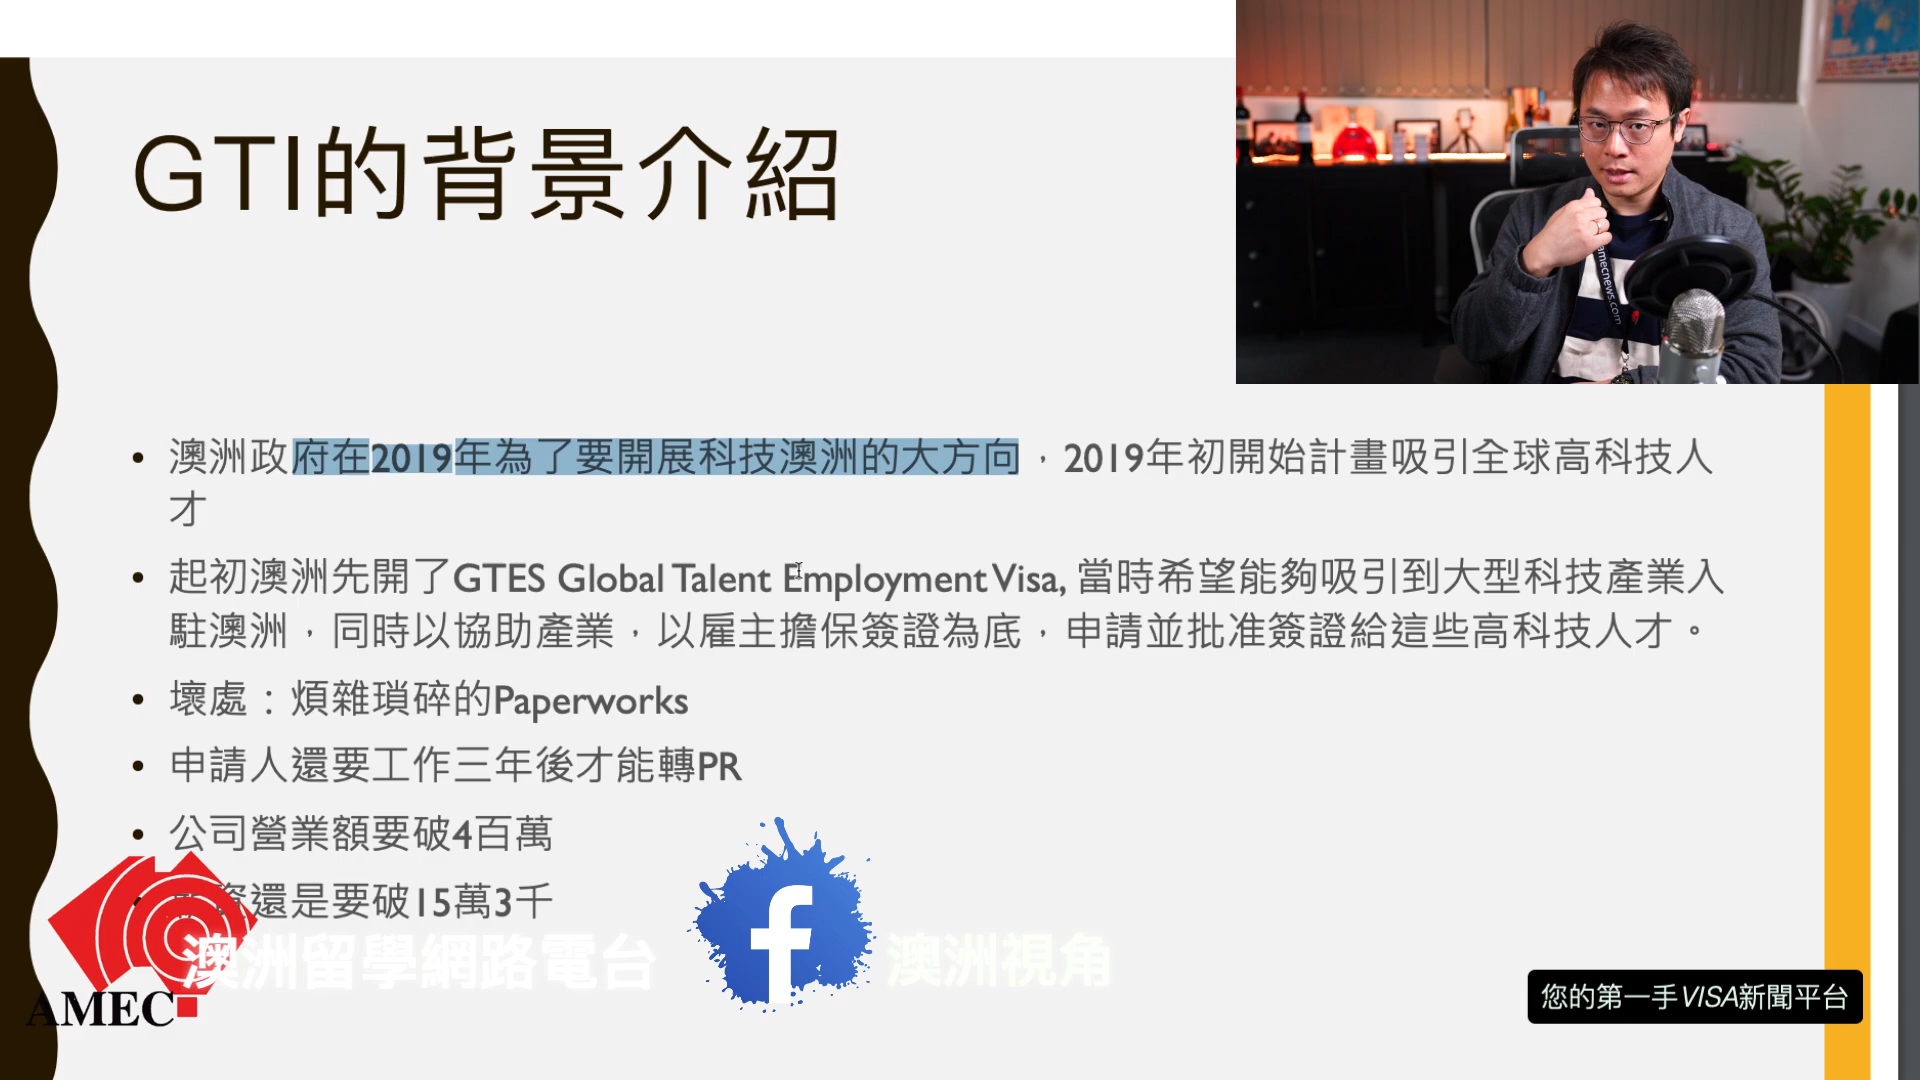 GTI的背景介紹
amecnews.com
• 澳洲政府在2019年為了要開展科技澳洲的大方向，2019年初開始計畫吸引全球高科技人
才
• 起初澳洲先開了GTES Global Talent Employment Visa, 當時希望能夠吸引到大型科技產業入
駐澳洲，同時以協助產業，以雇主擔保簽證為底，申請並批准簽證給這些高科技人才。
• 壞處：煩雜瑣碎的Paperworks
• 申請人還要工作三年後才能轉PR
• 公司營業額要破4百萬
• 薪資還是要破15萬3千
澳洲留學網路電台
f
澳洲視角
AMEC
您的第一手VISA新聞平台